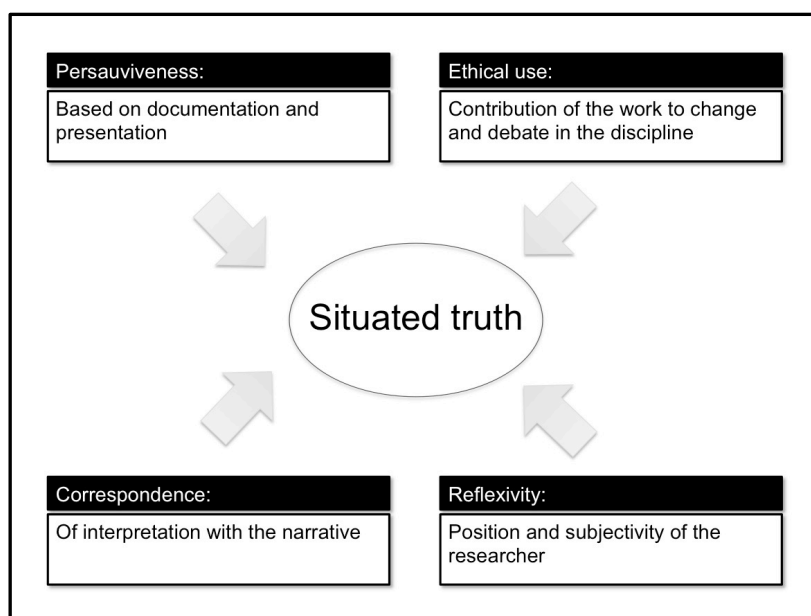 Persauviveness:
Based on documentation and
presentation
Ethical use:
Contribution of the work to change
and debate in the discipline
Situated truth
Correspondence:
Of interpretation with the narrative
Reflexivity:
Position and subjectivity of the
researcher